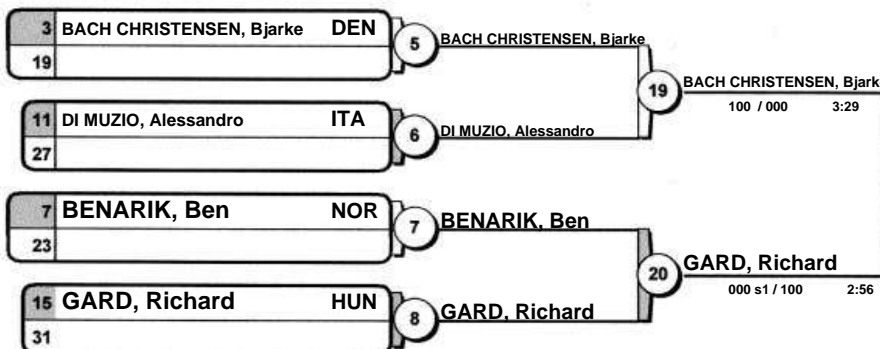 3 BACH CHRISTENSEN, Bjarke DEN
19
5
BACH CHRISTENSEN, Bjarke
11 DI MUZIO, Alessandro ITA
27
6
DI MUZIO, Alessandro
19
BACH CHRISTENSEN, Bjark
100 / 000 3:29
7 BENARIK, Ben NOR
23
7
BENARIK, Ben
15 GARD, Richard HUN
31
8
GARD, Richard
20
GARD, Richard
000 s1 / 100 2:56